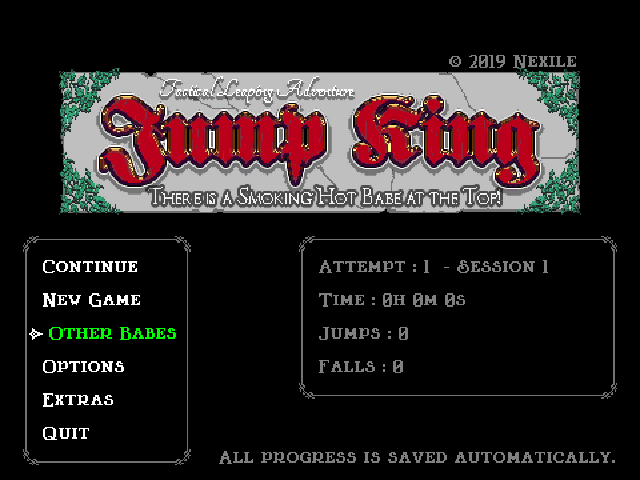 © 2019 Nexile
Tactical Leaping Adventure
Jump King
There is a Smoking Hot Babe at the Top!
Continue
New Game
Other Babes
Options
Extras
Quit
Attempt : 1 - Session 1
Time : 0h 0m 0s
Jumps : 0
Falls : 0
All progress is saved automatically.